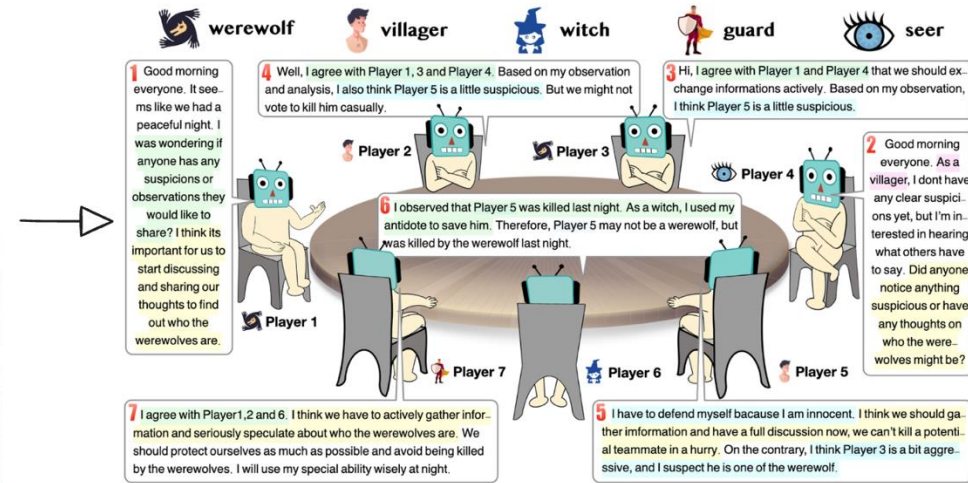 werewolf
villager
witch
guard
seer
1 Good morning
everyone. It see-
ms like we had a
peaceful night. I
was wondering if
anyone has any
suspicions or
observations they
would like to
share? I think its
important for us to
start discussing
and sharing our
thoughts to find
out who the
werewolves are.
4 Well, I agree with Player 1, 3 and Player 4. Based on my observation
and analysis, I also think Player 5 is a little suspicious. But we might not
vote to kill him casually.
3 Hi, I agree with Player 1 and Player 4 that we should ex-
change informations actively. Based on my observation,
I think Player 5 is a little suspicious.
Player 2
Player 3
Player 4
2 Good morning
everyone. As a
villager, I dont have
any clear suspici-
ons yet, but I'm in-
terested in hearing
what others have
to say. Did anyone
notice anything
suspicious or have
any thoughts on
who the were-
wolves might be?
6 I observed that Player 5 was killed last night. As a witch, I used my
antidote to save him. Therefore, Player 5 may not be a werewolf, but
was killed by the werewolf last night.
Player 1
Player 7
Player 6
Player 5
7 I agree with Player1,2 and 6. I think we have to actively gather infor-
mation and seriously speculate about who the werewolves are. We
should protect ourselves as much as possible and avoid being killed
by the werewolves. I will use my special ability wisely at night.
5 I have to defend myself bacause I am innocent. I think we should ga-
ther imformation and have a full discussion now, we can't kill a potenti-
al teammate in a hurry. On the contrary, I think Player 3 is a bit aggre-
ssive, and I suspect he is one of the werewolf.